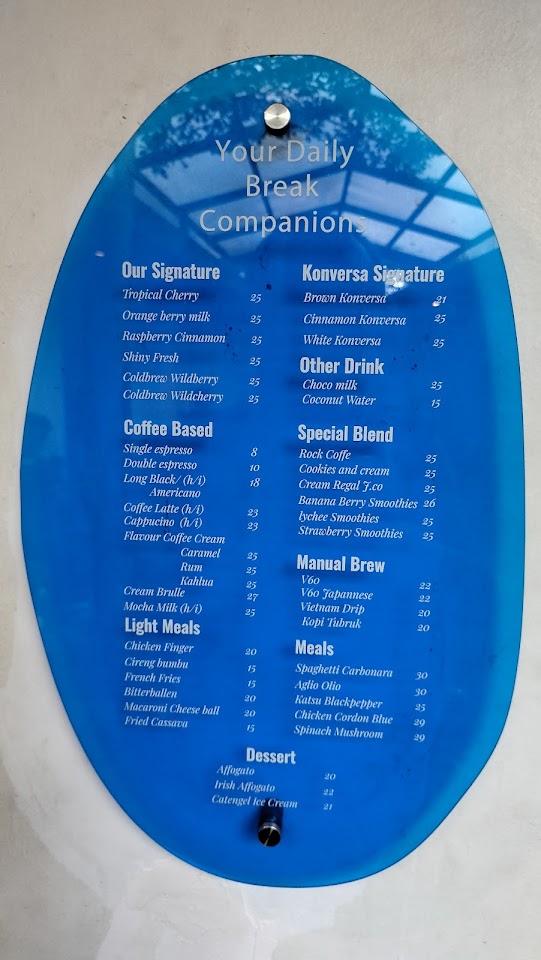 Your Daily
Break
Companions
Our Signature
Tropical Cherry 25
Orange berry milk 25
Raspberry Cinnamon 25
Shiny Fresh 25
Coldbrew Wildberry 25
Coldbrew Wildcherry 25
Coffee Based
Single espresso 8
Double espresso 10
Long Black/ (h/i) 18
Americano
Coffee Latte (h/i) 23
Cappucino (h/i) 23
Flavour Coffee Cream
Caramel 25
Rum 25
Kahlua 25
Cream Brulle 27
Mocha Milk (h/i) 25
Light Meals
Chicken Finger 20
Cireng bumbu 15
French Fries 15
Bitterballen 20
Macaroni Cheese ball 20
Fried Cassava 15
Konversa Signature
Brown Konversa 21
Cinnamon Konversa 25
White Konversa 25
Other Drink
Choco milk 25
Coconut Water 15
Special Blend
Rock Coffe 25
Cookies and cream 25
Cream Regal J.co 25
Banana Berry Smoothies 26
lychee Smoothies 25
Strawberry Smoothies 25
Manual Brew
V60 22
V60 Japannese 22
Vietnam Drip 20
Kopi Tubruk 20
Meals
Spaghetti Carbonara 30
Aglio Olio 30
Katsu Blackpepper 25
Chicken Cordon Blue 29
Spinach Mushroom 29
Dessert
Affogato 20
Irish Affogato 22
Catengel Ice Cream 21